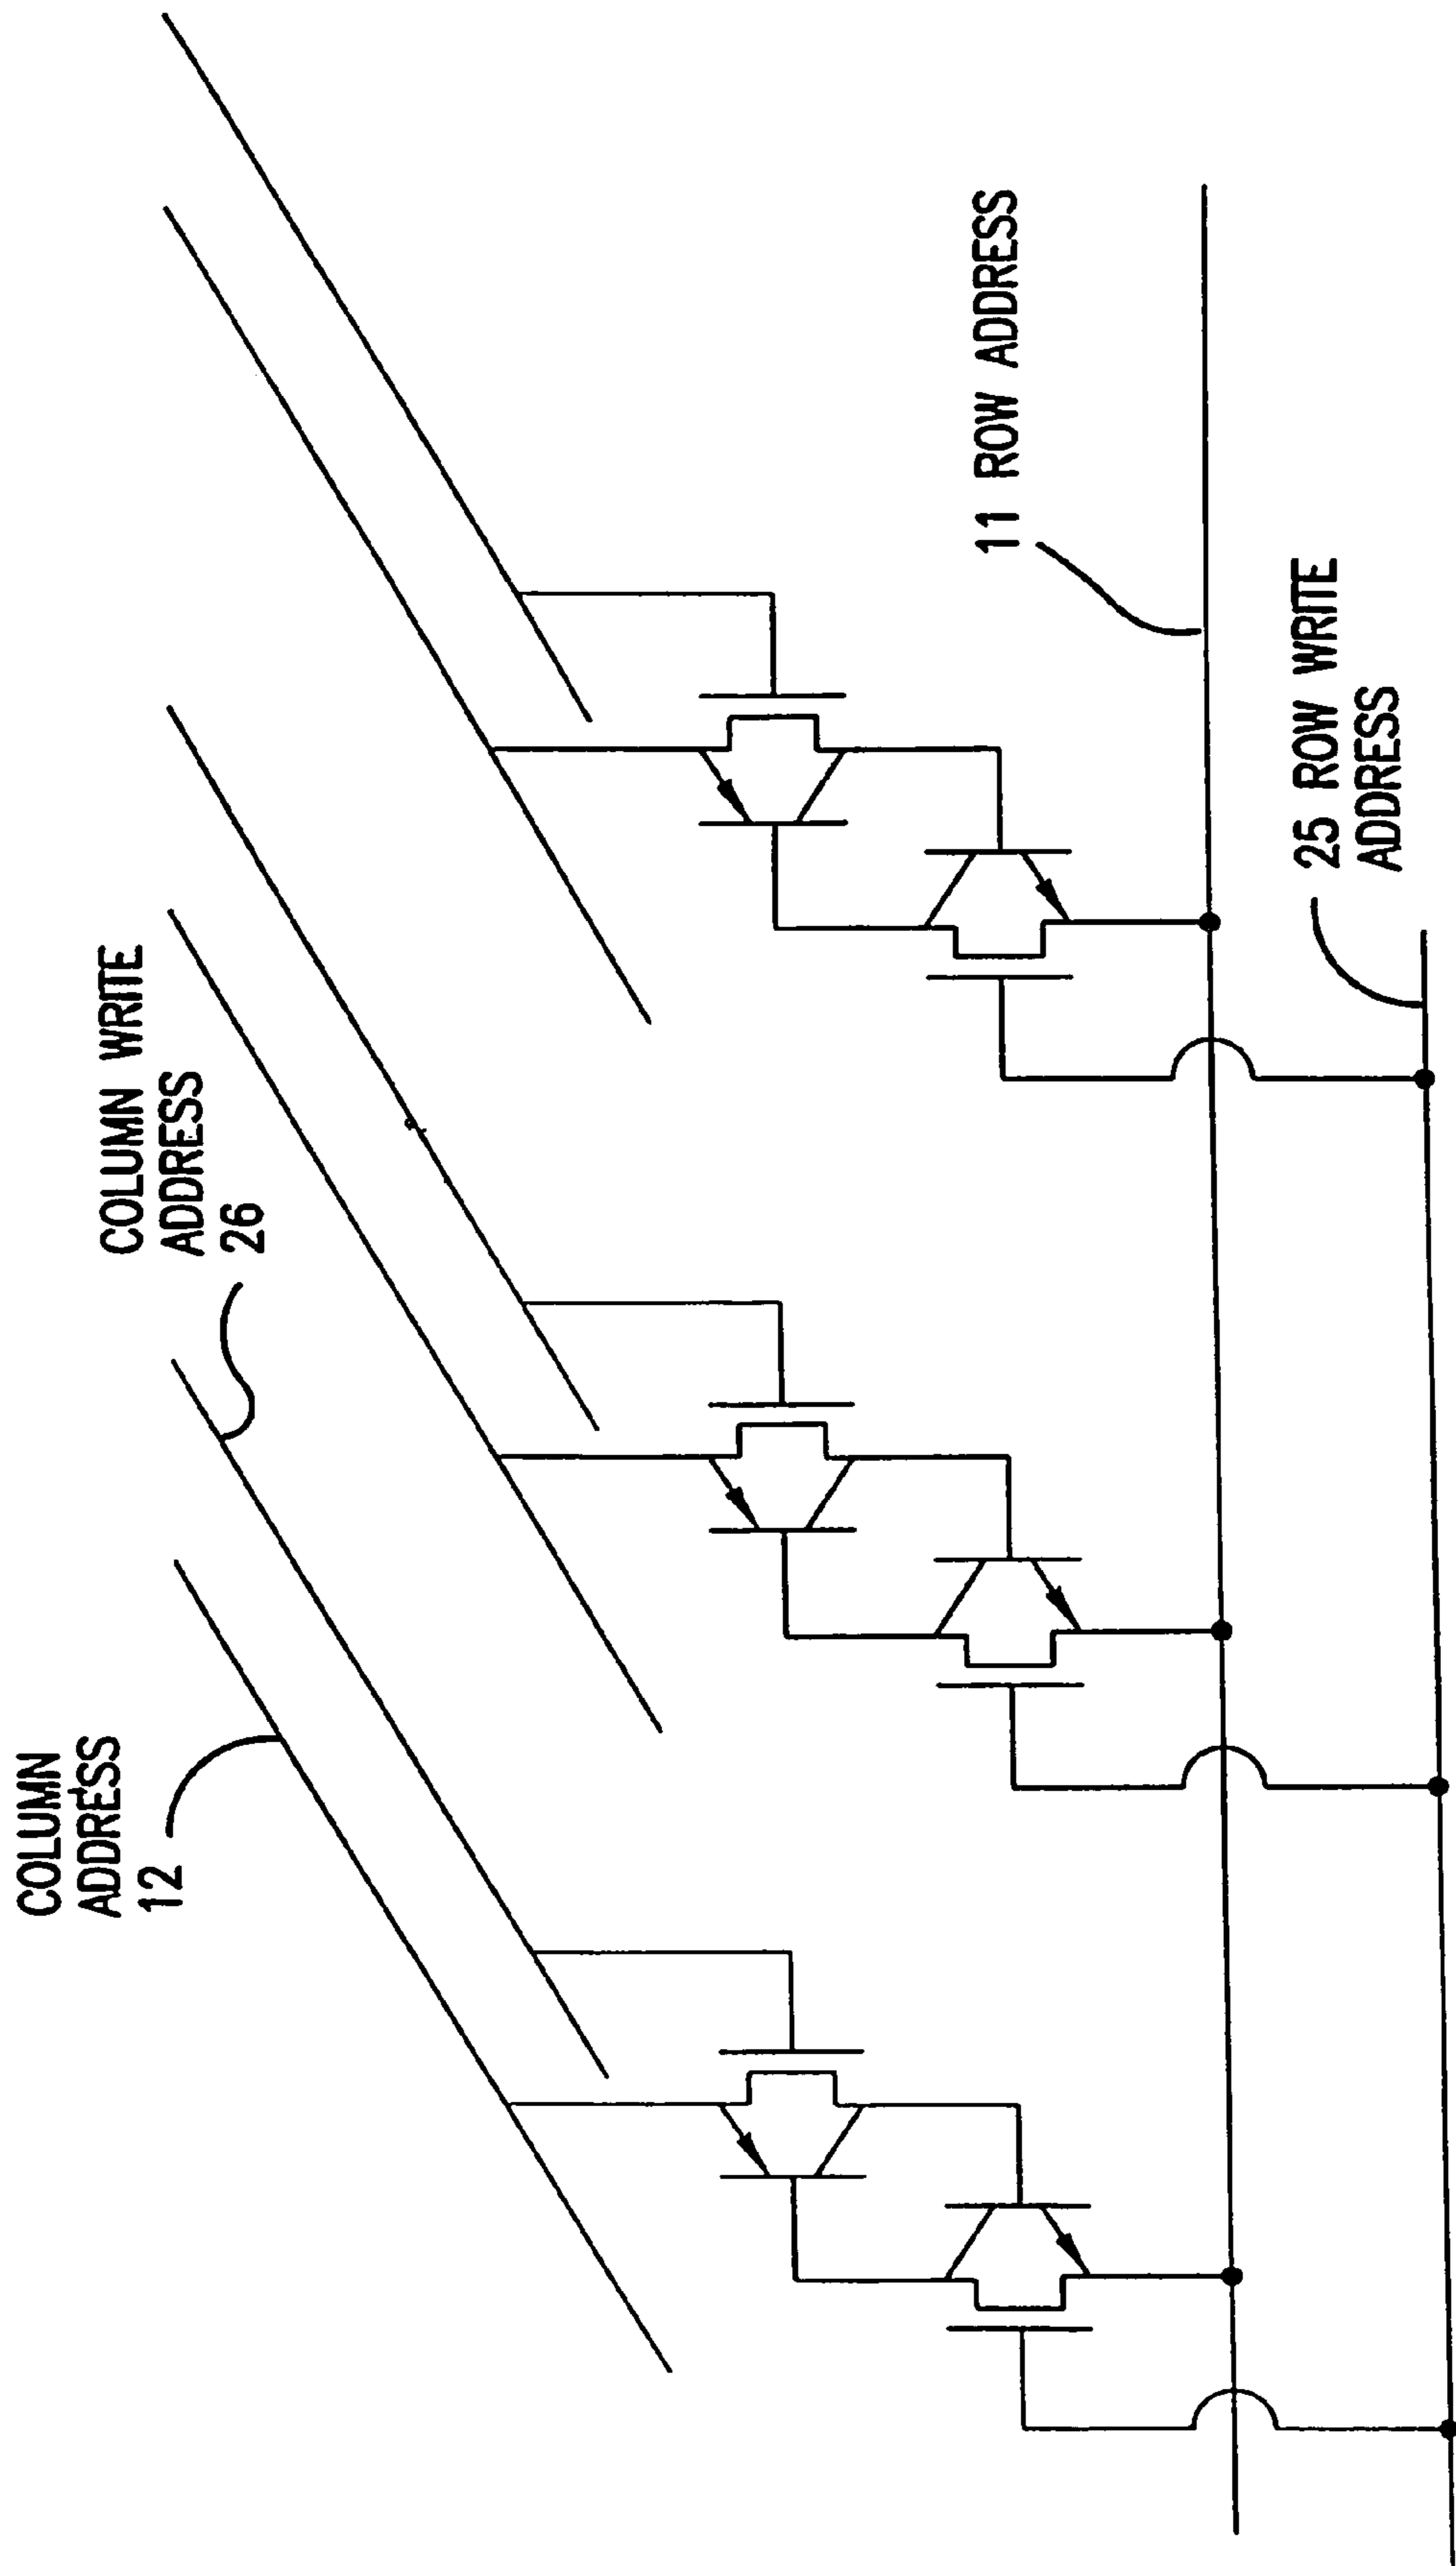 COLUMN
ADDRESS
12
COLUMN WRITE
ADDRESS
26
11 ROW ADDRESS
25 ROW WRITE
ADDRESS